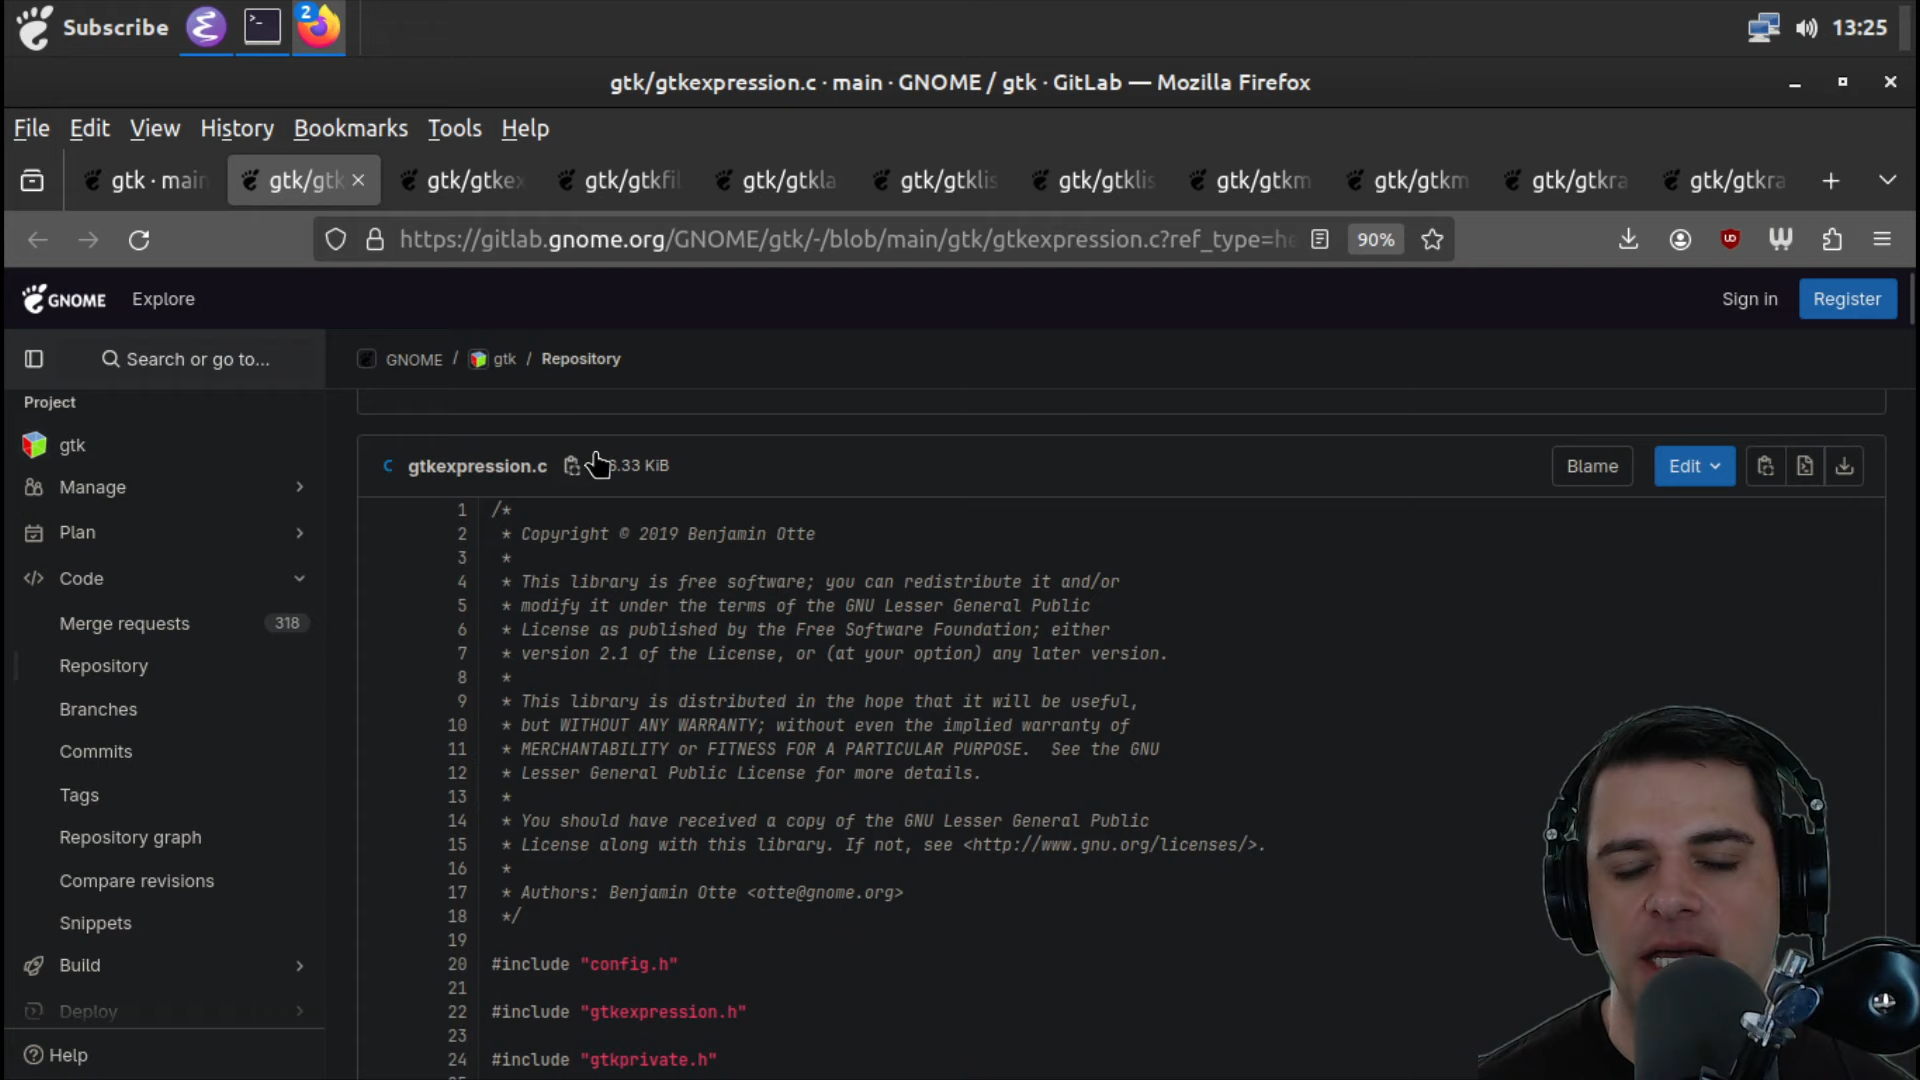 Subscribe
2
13:25
gtk/gtkexpression.c · main · GNOME / gtk · GitLab — Mozilla Firefox
File Edit View History Bookmarks Tools Help
gtk · main
gtk/gtk
gtk/gtkex
gtk/gtkfil
gtk/gtkla
gtk/gtklis
gtk/gtklis
gtk/gtkm
gtk/gtkm
gtk/gtkra
gtk/gtkra
https://gitlab.gnome.org/GNOME/gtk/-/blob/main/gtk/gtkexpression.c?ref_type=he
90%
GNOME Explore
Sign in Register
Search or go to...
GNOME / gtk / Repository
Project
gtk
Manage
Plan
Code
Merge requests 318
Repository
Branches
Commits
Tags
Repository graph
Compare revisions
Snippets
Build
Deploy
Help
C gtkexpression.c .33 KiB
Blame Edit
1 /*
2 * Copyright © 2019 Benjamin Otte
3 *
4 * This library is free software; you can redistribute it and/or
5 * modify it under the terms of the GNU Lesser General Public
6 * License as published by the Free Software Foundation; either
7 * version 2.1 of the License, or (at your option) any later version.
8 *
9 * This library is distributed in the hope that it will be useful,
10 * but WITHOUT ANY WARRANTY; without even the implied warranty of
11 * MERCHANTABILITY or FITNESS FOR A PARTICULAR PURPOSE.  See the GNU
12 * Lesser General Public License for more details.
13 *
14 * You should have received a copy of the GNU Lesser General Public
15 * License along with this library. If not, see <http://www.gnu.org/licenses/>.
16 *
17 * Authors: Benjamin Otte <otte@gnome.org>
18 */
19
20 #include "config.h"
21
22 #include "gtkexpression.h"
23
24 #include "gtkprivate.h"